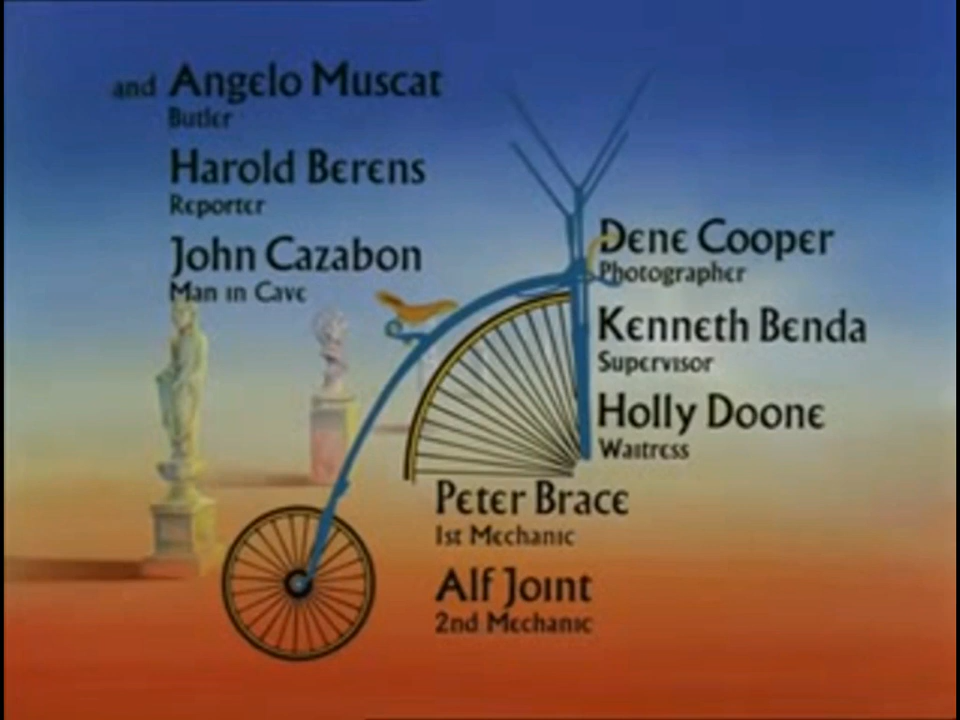 and Angelo Muscat
Butler
Harold Berens
Reporter
John Cazabon
Man in Cave
Dene Cooper
Photographer
Kenneth Benda
Supervisor
Holly Doone
Waitress
Peter Brace
1st Mechanic
Alf Joint
2nd Mechanic